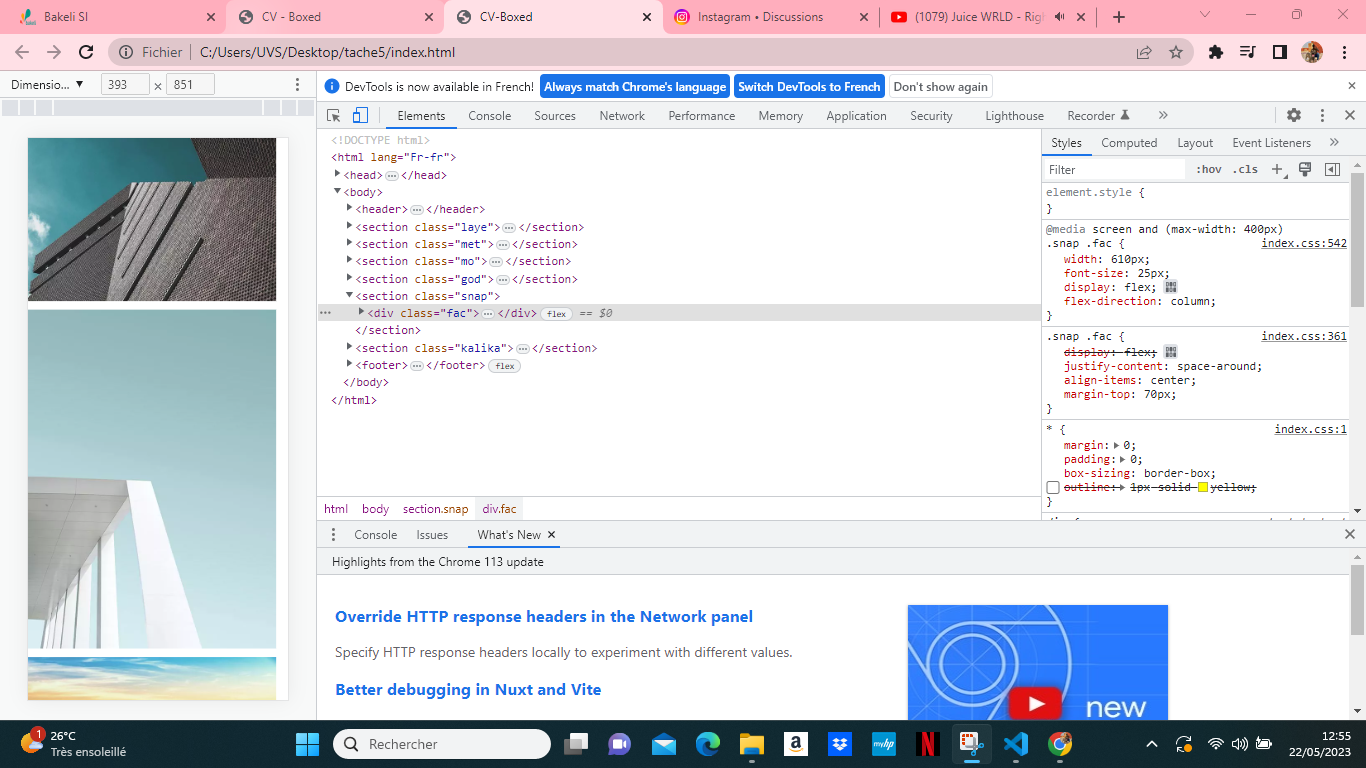 Bakeli SI
CV - Boxed
CV-Boxed
Instagram • Discussions
(1079) Juice WRLD - Righ
Fichier
C:/Users/UVS/Desktop/tache5/index.html
Dimensio... ▼ 393 × 851
DevTools is now available in French! Always match Chrome's language Switch DevTools to French Don't show again
Elements Console Sources Network Performance Memory Application Security Lighthouse Recorder
<!DOCTYPE html>
<html lang="Fr-fr">
<head>…</head>
<body>
<header>…</header>
<section class="laye">…</section>
<section class="met">…</section>
<section class="mo">…</section>
<section class="god">…</section>
<section class="snap">
<div class="fac">…</div> flex == $0
</section>
<section class="kalika">…</section>
<footer>…</footer> flex
</body>
</html>
html body section.snap div.fac
Styles Computed Layout Event Listeners
Filter :hov .cls
element.style {
}
@media screen and (max-width: 400px)
.snap .fac { index.css:542
width: 610px;
font-size: 25px;
display: flex;
flex-direction: column;
}
.snap .fac { index.css:361
display: flex;
justify-content: space-around;
align-items: center;
margin-top: 70px;
}
* { index.css:1
margin: 0;
padding: 0;
box-sizing: border-box;
outline: 1px solid yellow;
}
Console Issues What's New
Highlights from the Chrome 113 update
Override HTTP response headers in the Network panel
Specify HTTP response headers locally to experiment with different values.
Better debugging in Nuxt and Vite
new
1
26°C
Très ensoleillé
Rechercher
a
myhp
N
12:55
22/05/2023